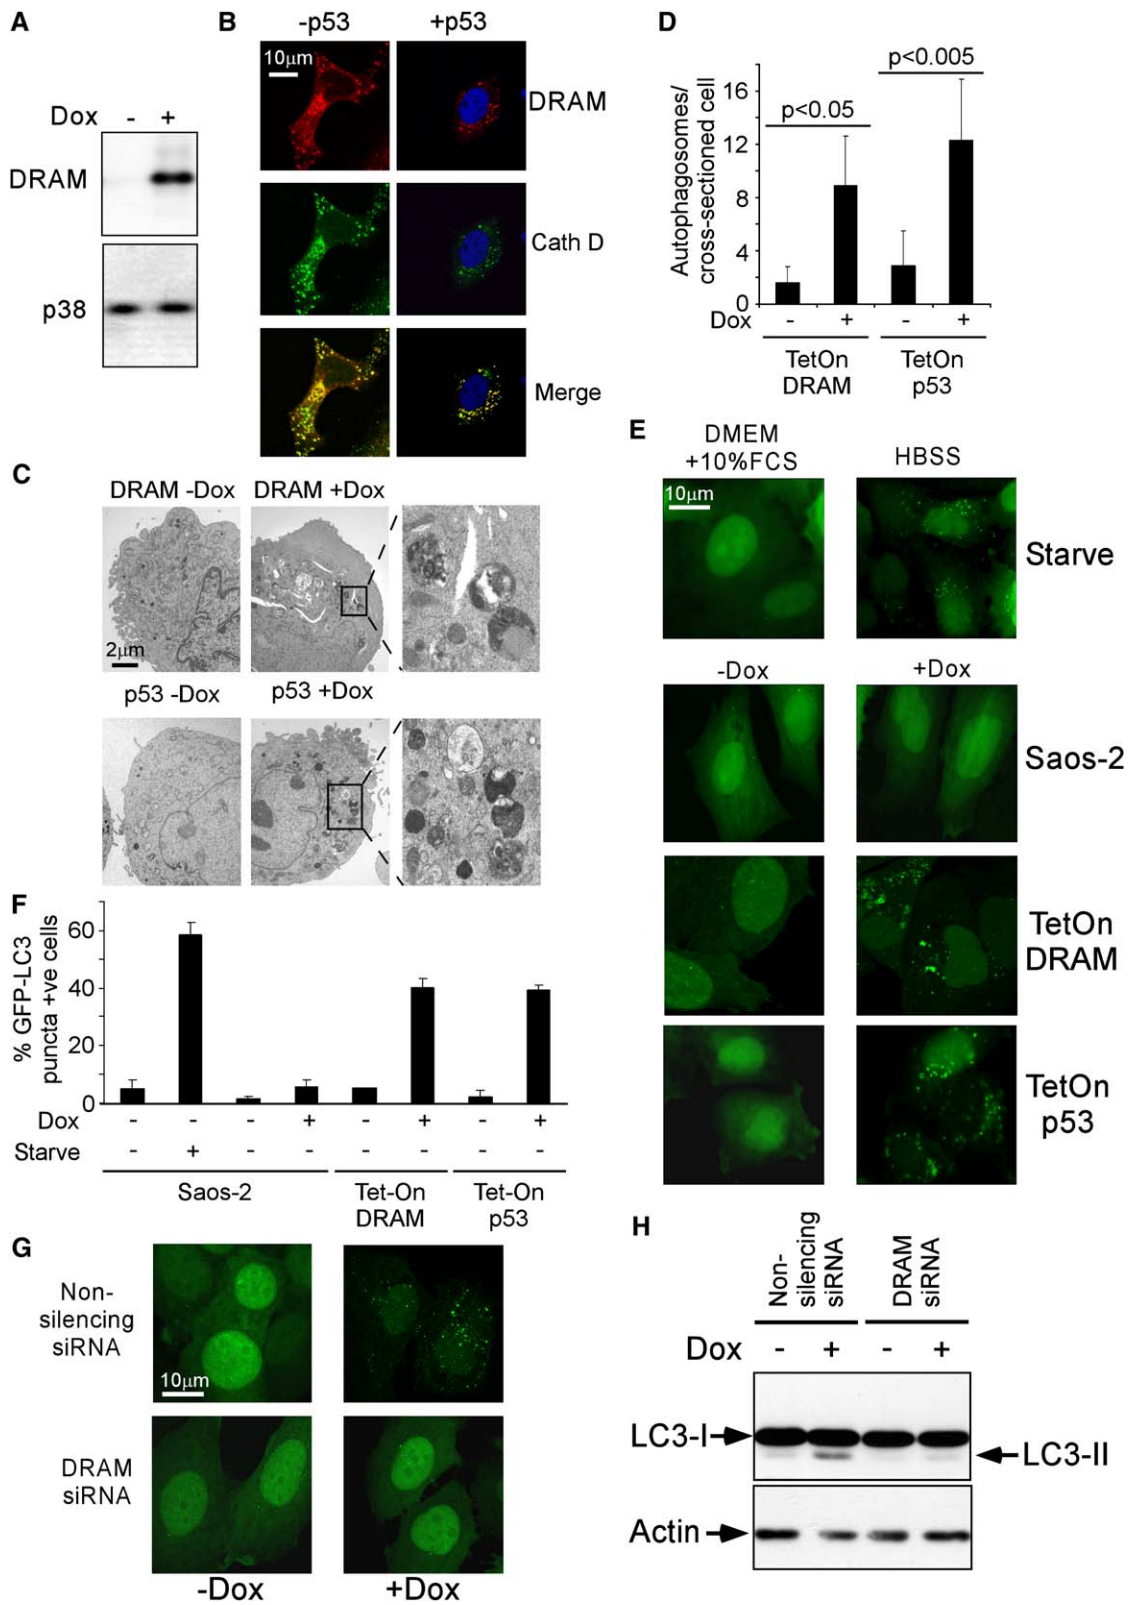 A
Dox - +
DRAM
p38
B
-p53 +p53
10μm
DRAM
Cath D
Merge
C
DRAM -Dox DRAM +Dox
2μm
p53 -Dox p53 +Dox
D
Autophagosomes/
cross-sectioned cell
16
12
8
4
0
p<0.05
p<0.005
Dox - + - +
TetOn
DRAM
TetOn
p53
E
DMEM
+10%FCS
HBSS
10μm
Starve
-Dox +Dox
Saos-2
TetOn
DRAM
TetOn
p53
F
% GFP-LC3
puncta +ve cells
60
40
20
0
Dox - - - + - + - +
Starve - + - - - - - -
Saos-2
Tet-On
DRAM
Tet-On
p53
G
Non-
silencing
siRNA
10μm
DRAM
siRNA
-Dox +Dox
H
Non-
silencing
siRNA
DRAM
siRNA
Dox - + - +
LC3-I
LC3-II
Actin